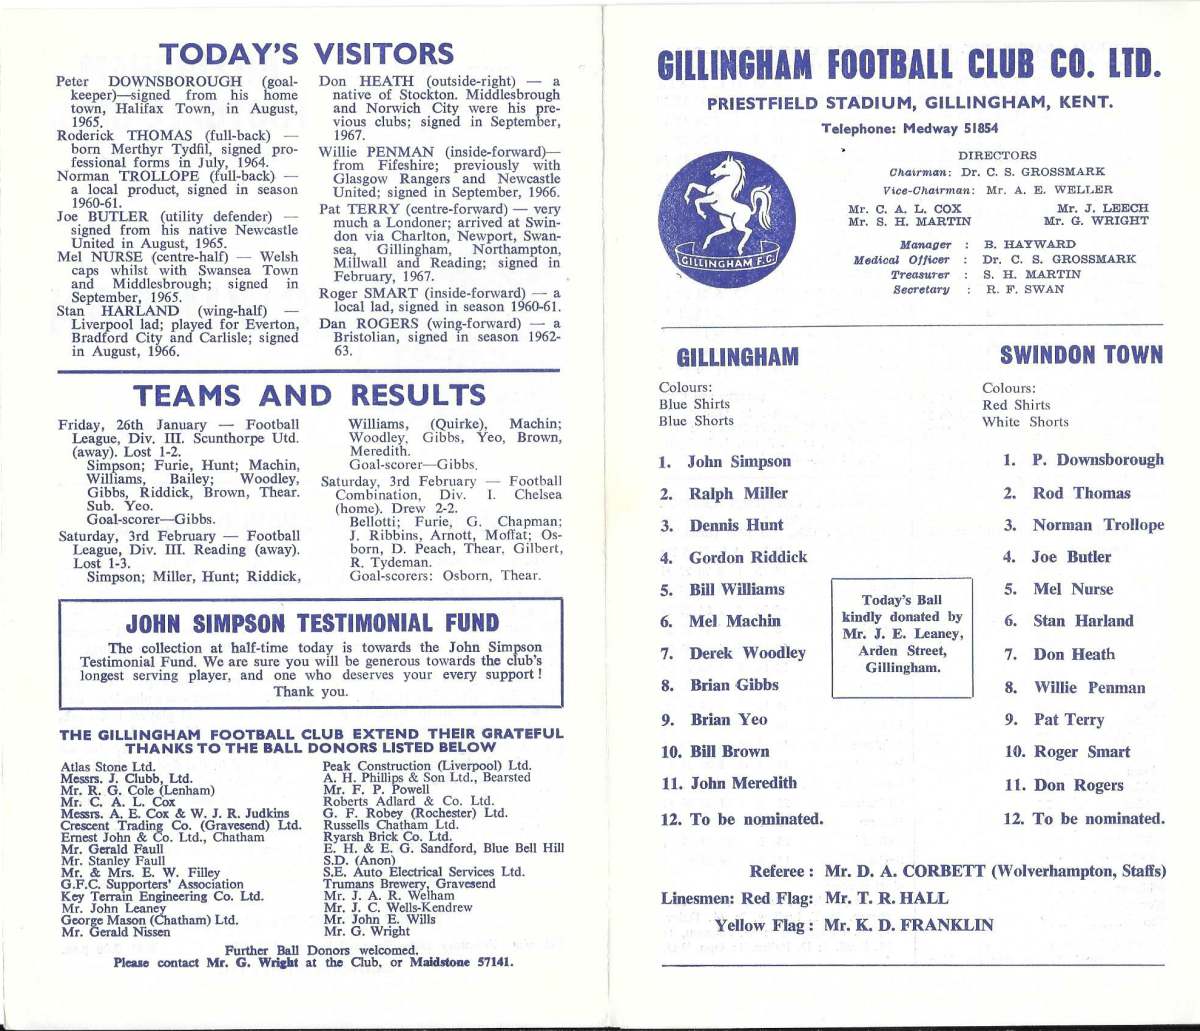 TODAY'S VISITORS
Peter DOWNSBOROUGH (goal-
keeper)—signed from his home
town, Halifax Town, in August,
1965.
Roderick THOMAS (full-back) —
born Merthyr Tydfil, signed pro-
fessional forms in July, 1964.
Norman TROLLOPE (full-back) —
a local product, signed in season
1960-61.
Joe BUTLER (utility defender) —
signed from his native Newcastle
United in August, 1965.
Mel NURSE (centre-half) — Welsh
caps whilst with Swansea Town
and Middlesbrough; signed in
September, 1965.
Stan HARLAND (wing-half) —
Liverpool lad; played for Everton,
Bradford City and Carlisle; signed
in August, 1966.
Don HEATH (outside-right) — a
native of Stockton. Middlesbrough
and Norwich City were his pre-
vious clubs; signed in September,
1967.
Willie PENMAN (inside-forward)—
from Fifeshire; previously with
Glasgow Rangers and Newcastle
United; signed in September, 1966.
Pat TERRY (centre-forward) — very
much a Londoner; arrived at Swin-
don via Charlton, Newport, Swan-
sea, Gillingham, Northampton,
Millwall and Reading; signed in
February, 1967.
Roger SMART (inside-forward) — a
local lad, signed in season 1960-61.
Dan ROGERS (wing-forward) — a
Bristolian, signed in season 1962-
63.
TEAMS AND RESULTS
Friday, 26th January — Football
League, Div. III. Scunthorpe Utd.
(away). Lost 1-2.
Simpson; Furie, Hunt; Machin,
Williams, Bailey; Woodley,
Gibbs, Riddick, Brown, Thear.
Sub. Yeo.
Goal-scorer—Gibbs.
Saturday, 3rd February — Football
League, Div. III. Reading (away).
Lost 1-3.
Simpson; Miller, Hunt; Riddick,
Williams, (Quirke), Machin;
Woodley, Gibbs, Yeo, Brown,
Meredith.
Goal-scorer—Gibbs.
Saturday, 3rd February — Football
Combination, Div. I. Chelsea
(home). Drew 2-2.
Bellotti; Furie, G. Chapman;
J. Ribbins, Arnott, Moffat; Os-
born, D. Peach, Thear, Gilbert,
R. Tydeman.
Goal-scorers: Osborn, Thear.
JOHN SIMPSON TESTIMONIAL FUND
The collection at half-time today is towards the John Simpson
Testimonial Fund. We are sure you will be generous towards the club's
longest serving player, and one who deserves your every support!
Thank you.
THE GILLINGHAM FOOTBALL CLUB EXTEND THEIR GRATEFUL
THANKS TO THE BALL DONORS LISTED BELOW
Atlas Stone Ltd.
Messrs. J. Clubb, Ltd.
Mr. R. G. Cole (Lenham)
Mr. C. A. L. Cox
Messrs. A. E. Cox & W. J. R. Judkins
Crescent Trading Co. (Gravesend) Ltd.
Ernest John & Co. Ltd., Chatham
Mr. Gerald Faull
Mr. Stanley Faull
Mr. & Mrs. E. W. Filley
G.F.C. Supporters' Association
Key Terrain Engineering Co. Ltd.
Mr. John Leaney
George Mason (Chatham) Ltd.
Mr. Gerald Nissen
Peak Construction (Liverpool) Ltd.
A. H. Phillips & Son Ltd., Bearsted
Mr. F. P. Powell
Roberts Adlard & Co. Ltd.
G. F. Robey (Rochester) Ltd.
Russells Chatham Ltd.
Ryarsh Brick Co. Ltd.
E. H. & E. G. Sandford, Blue Bell Hill
S.D. (Anon)
S.E. Auto Electrical Services Ltd.
Trumans Brewery, Gravesend
Mr. J. A. R. Welham
Mr. J. C. Wells-Kendrew
Mr. John E. Wills
Mr. G. Wright
Further Ball Donors welcomed.
Please contact Mr. G. Wright at the Club, or Maidstone 57141.
GILLINGHAM FOOTBALL CLUB CO. LTD.
PRIESTFIELD STADIUM, GILLINGHAM, KENT.
Telephone: Medway 51854
GILLINGHAM F.C.
DIRECTORS
Chairman: Dr. C. S. GROSSMARK
Vice-Chairman: Mr. A. E. WELLER
Mr. C. A. L. COX Mr. J. LEECH
Mr. S. H. MARTIN Mr. G. WRIGHT
Manager : B. HAYWARD
Medical Officer : Dr. C. S. GROSSMARK
Treasurer : S. H. MARTIN
Secretary : R. F. SWAN
GILLINGHAM
Colours:
Blue Shirts
Blue Shorts
1. John Simpson
2. Ralph Miller
3. Dennis Hunt
4. Gordon Riddick
5. Bill Williams
6. Mel Machin
7. Derek Woodley
8. Brian Gibbs
9. Brian Yeo
10. Bill Brown
11. John Meredith
12. To be nominated.
Today's Ball
kindly donated by
Mr. J. E. Leaney,
Arden Street,
Gillingham.
SWINDON TOWN
Colours:
Red Shirts
White Shorts
1. P. Downsborough
2. Rod Thomas
3. Norman Trollope
4. Joe Butler
5. Mel Nurse
6. Stan Harland
7. Don Heath
8. Willie Penman
9. Pat Terry
10. Roger Smart
11. Don Rogers
12. To be nominated.
Referee : Mr. D. A. CORBETT (Wolverhampton, Staffs)
Linesmen: Red Flag: Mr. T. R. HALL
Yellow Flag : Mr. K. D. FRANKLIN